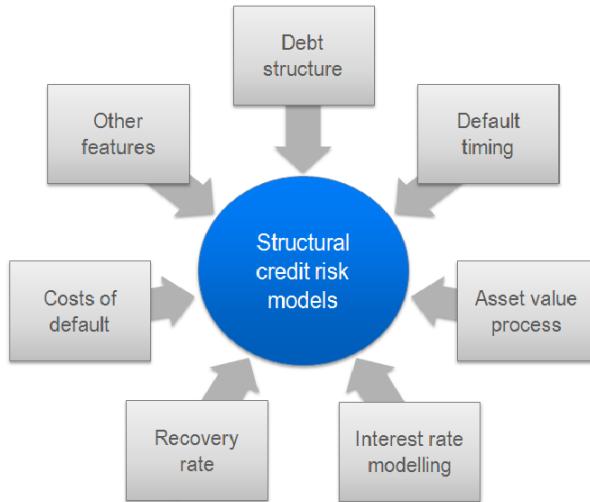 Debt
structure
Other
features
Default
timing
Structural
credit risk
models
Costs of
default
Asset value
process
Recovery
rate
Interest rate
modelling